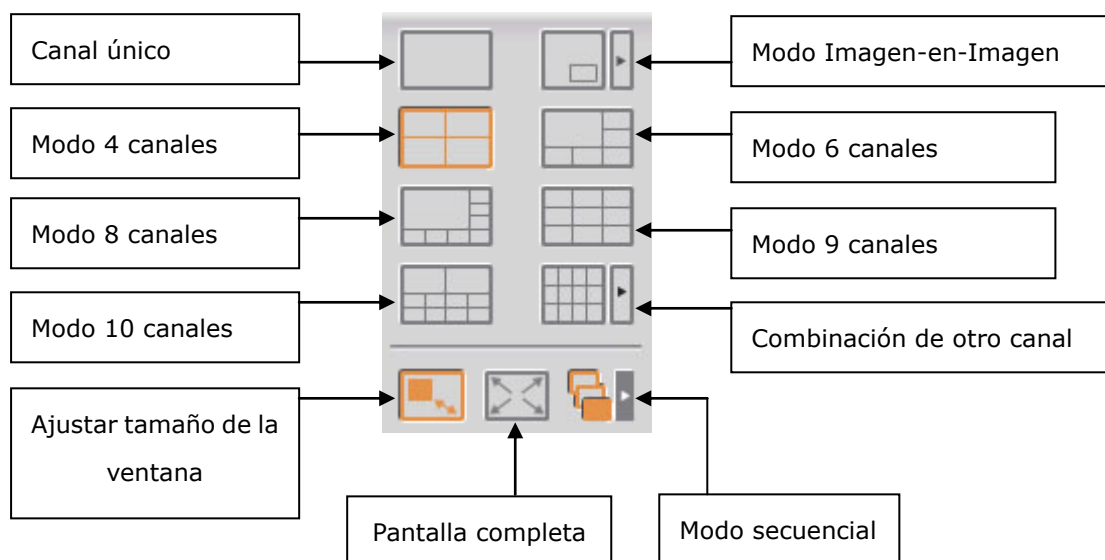 Canal único
Modo Imagen-en-Imagen
Modo 4 canales
Modo 6 canales
Modo 8 canales
Modo 9 canales
Modo 10 canales
Combinación de otro canal
Ajustar tamaño de la
ventana
Pantalla completa
Modo secuencial